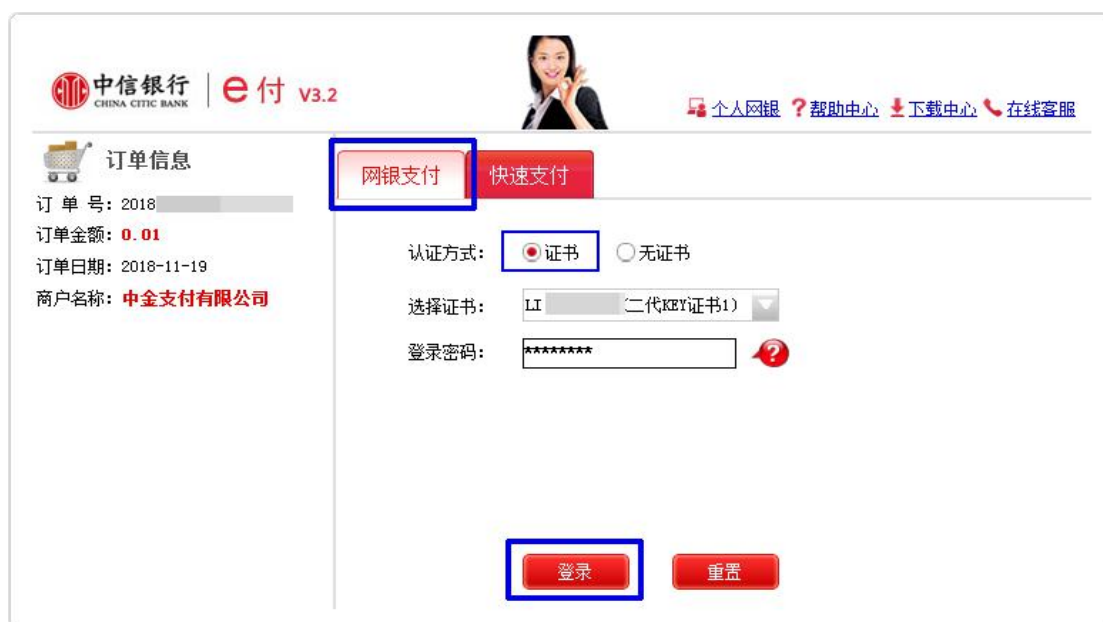 中信银行 e付 V3.2
CHINA CITIC BANK
个人网银 ?帮助中心 下载中心 在线客服
订单信息
网银支付 快速支付
订 单 号: 2018
订单金额: 0.01
认证方式: 证书 无证书
订单日期: 2018-11-19
商户名称: 中金支付有限公司
选择证书: LI (二代KEY证书1)
登录密码: ******** ?
登录 重置